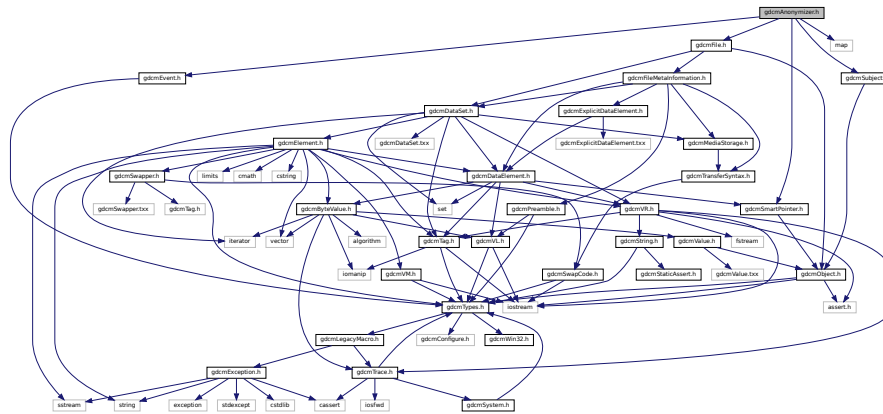 gdcmAnonymizer.h
gdcmFile.h
map
gdcmEvent.h
gdcmFileMetaInformation.h
gdcmSubject
gdcmDataSet.h
gdcmExplicitDataElement.h
gdcmElement.h
gdcmDataSet.txx
gdcmExplicitDataElement.txx
gdcmMediaStorage.h
gdcmSwapper.h
limits
cmath
cstring
gdcmDataElement.h
gdcmTransferSyntax.h
gdcmSwapper.txx
gdcmTag.h
gdcmByteValue.h
set
gdcmPreamble.h
gdcmVR.h
gdcmSmartPointer.h
iterator
vector
algorithm
gdcmTag.h
gdcmVL.h
gdcmString.h
gdcmValue.h
fstream
iomanip
gdcmVM.h
gdcmSwapCode.h
gdcmStaticAssert.h
gdcmValue.txx
gdcmObject.h
gdcmTypes.h
iostream
assert.h
gdcmLegacyMacro.h
gdcmConfigure.h
gdcmWin32.h
gdcmException.h
gdcmTrace.h
sstream
string
exception
stdexcept
cstdlib
cassert
iosfwd
gdcmSystem.h